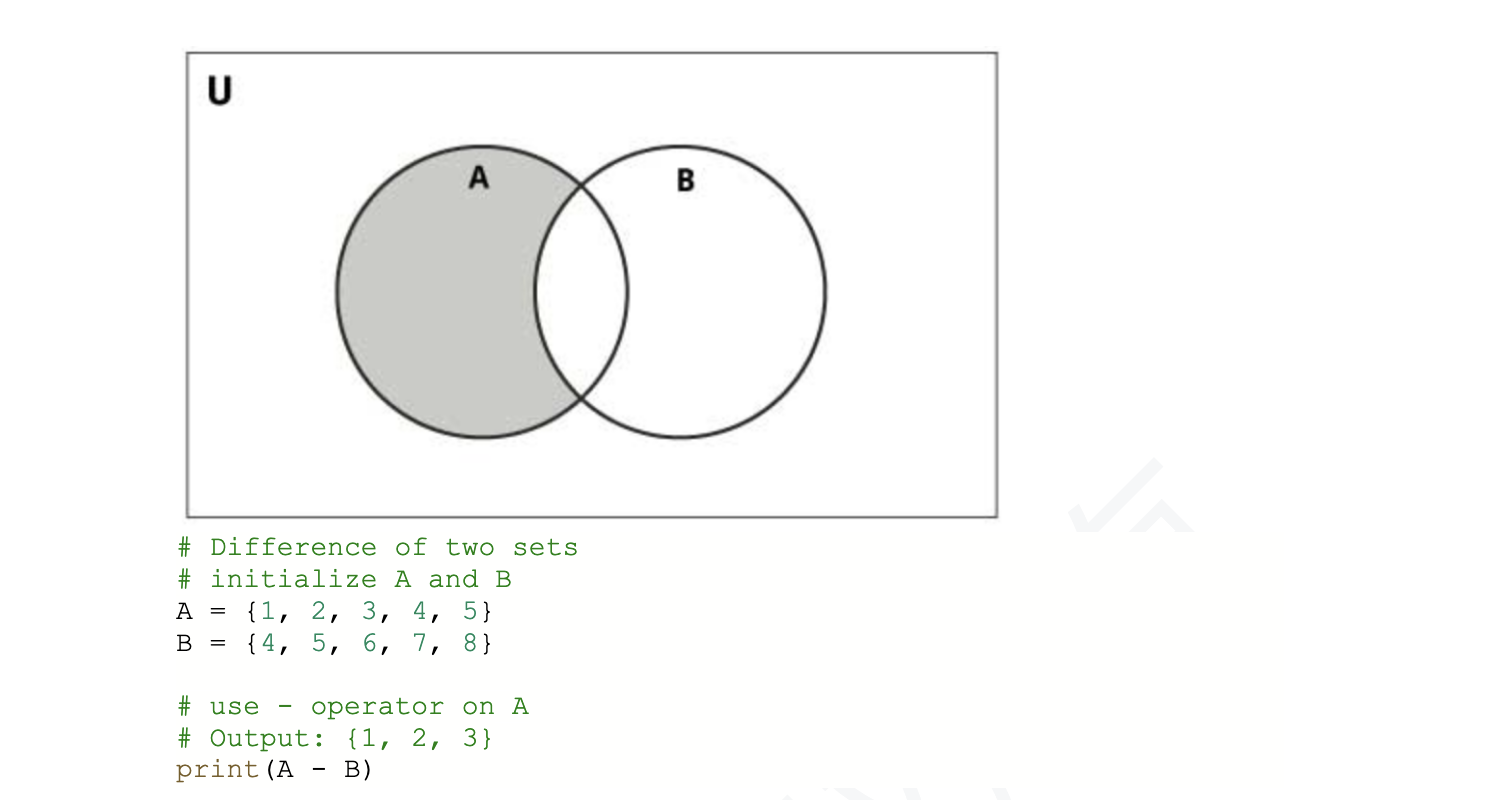 U
A B
# Difference of two sets
# initialize A and B
A = {1, 2, 3, 4, 5}
B = {4, 5, 6, 7, 8}
# use - operator on A
# Output: {1, 2, 3}
print(A - B)